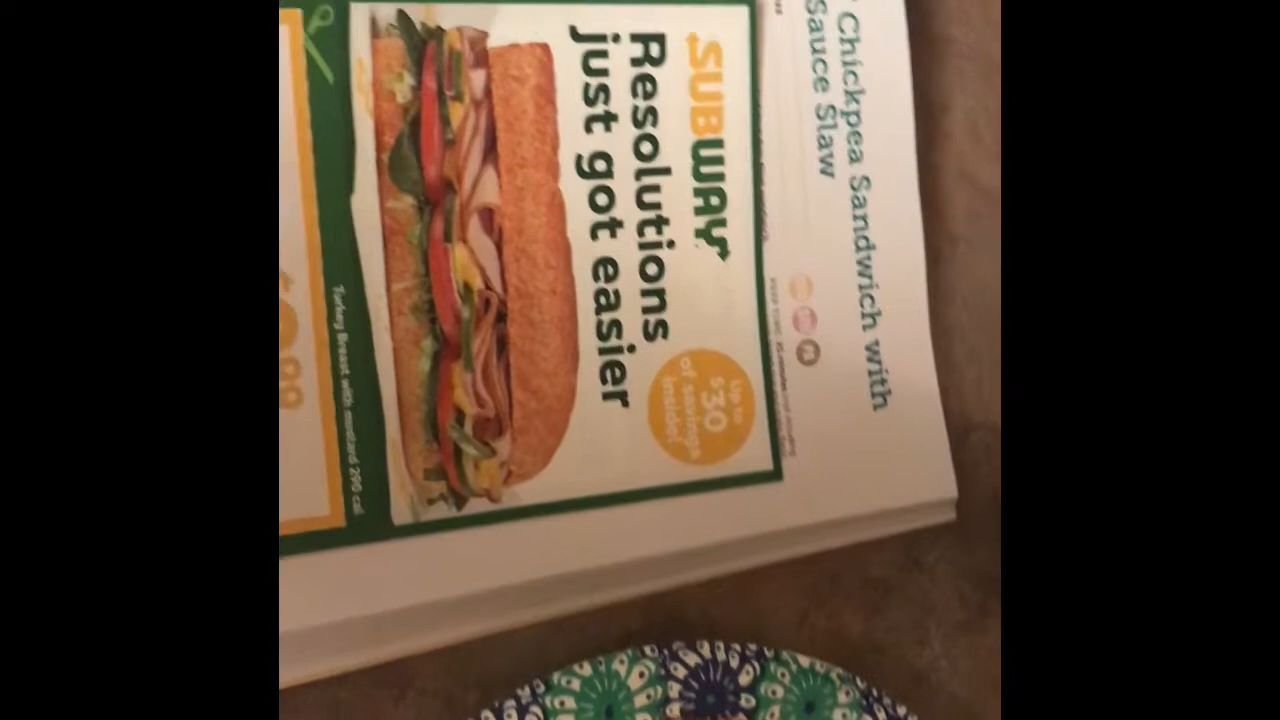 Chickpea Sandwich with
Sauce Slaw
SUBWAY
Resolutions
just got easier
Up to
$30
of savings
inside!
Turkey Breast with mustard 290 cal